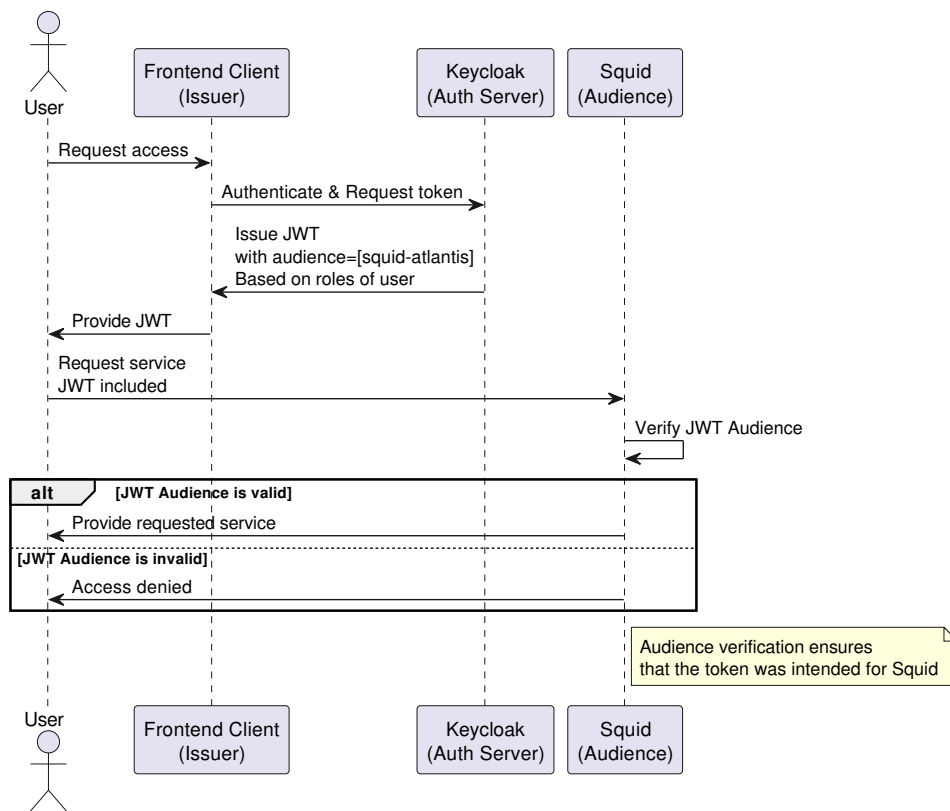 User
Frontend Client
(Issuer)
Keycloak
(Auth Server)
Squid
(Audience)
Request access
Authenticate & Request token
Issue JWT
with audience=[squid-atlantis]
Based on roles of user
Provide JWT
Request service
JWT included
Verify JWT Audience
alt
[JWT Audience is valid]
Provide requested service
[JWT Audience is invalid]
Access denied
Audience verification ensures
that the token was intended for Squid
User
Frontend Client
(Issuer)
Keycloak
(Auth Server)
Squid
(Audience)